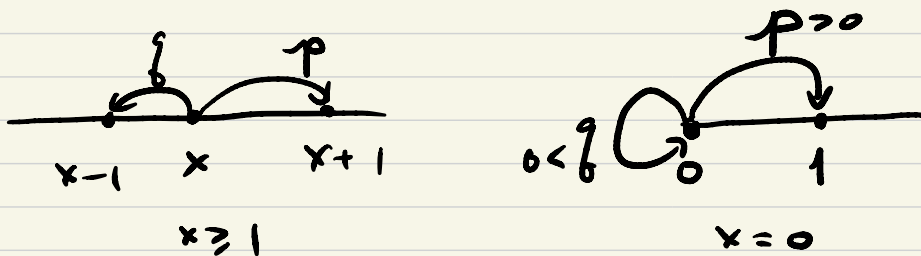 q p p > 0
0 < q
x-1 x x+1 0 1
x ≥ 1 x = 0